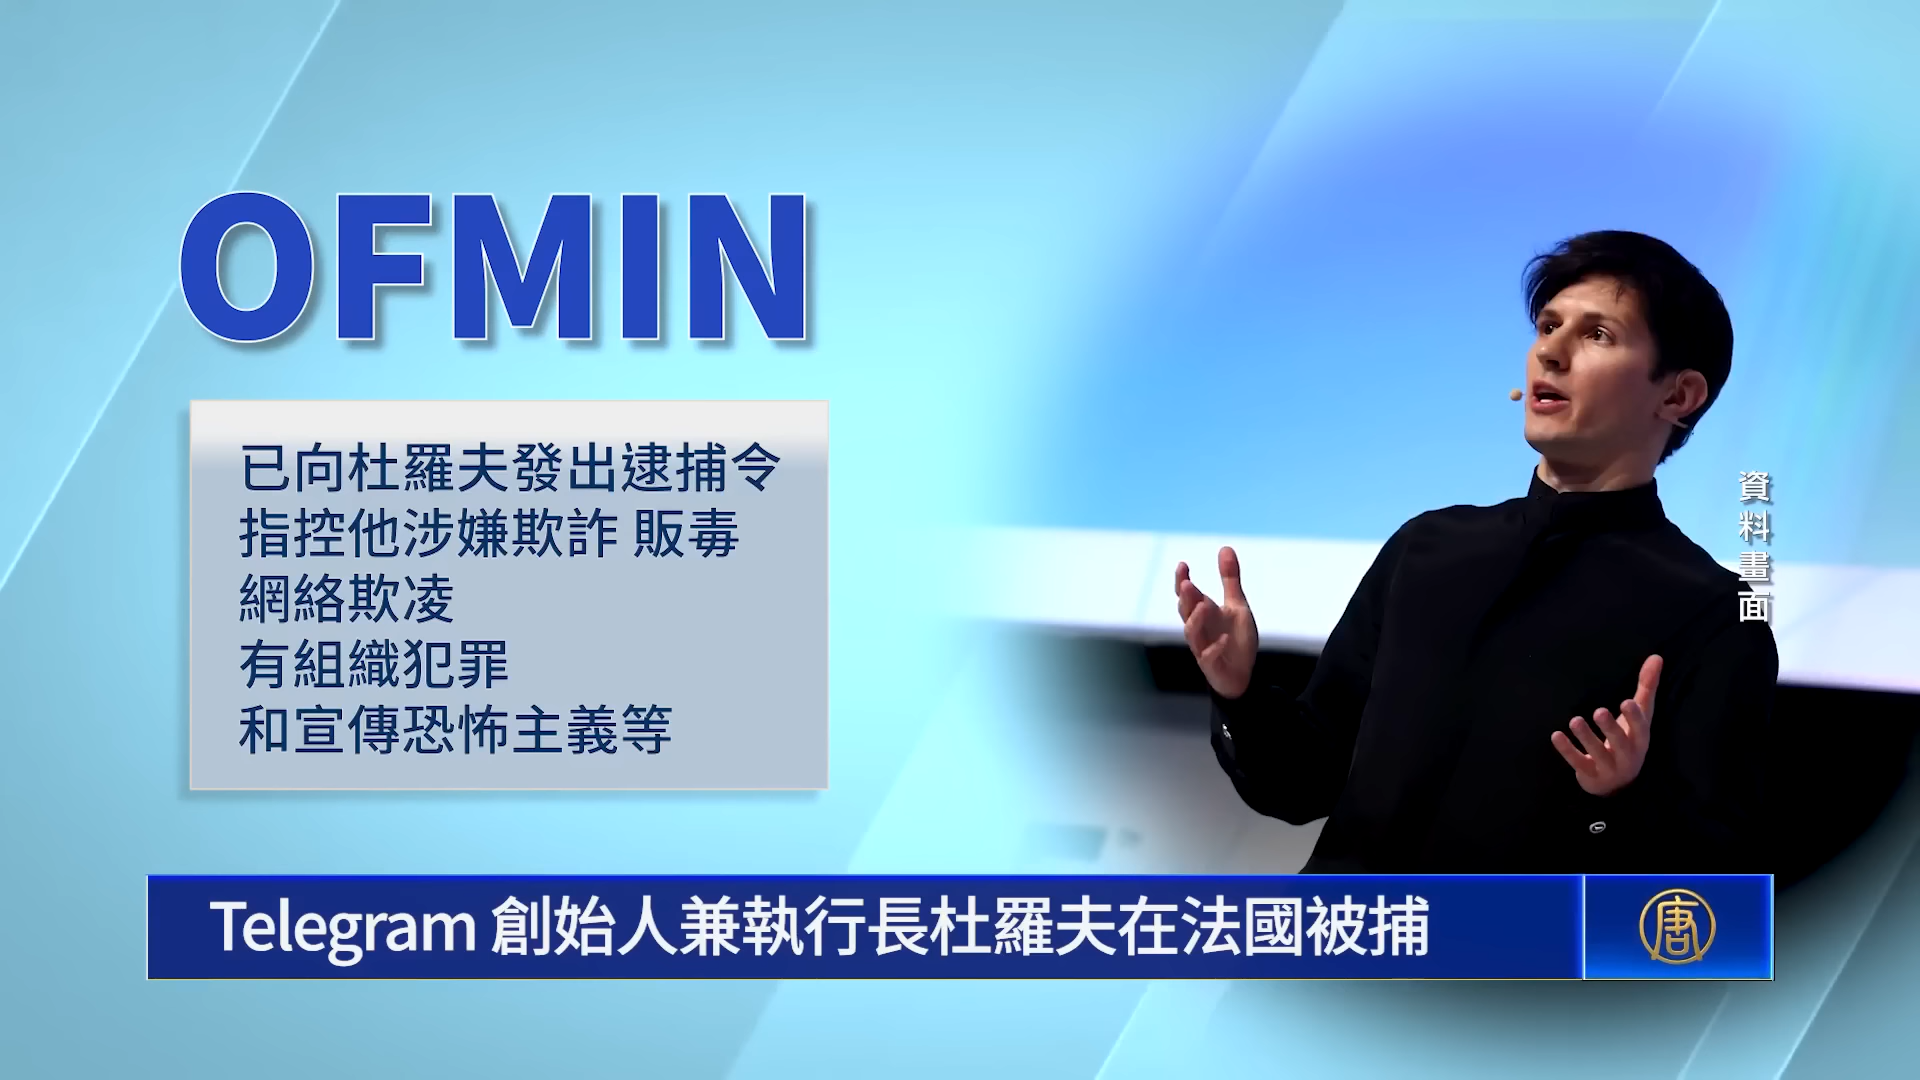 OFMIN
已向杜羅夫發出逮捕令
指控他涉嫌欺詐 販毒
網絡欺凌
有組織犯罪
和宣傳恐怖主義等
資料畫面
Telegram 創始人兼執行長杜羅夫在法國被捕
唐